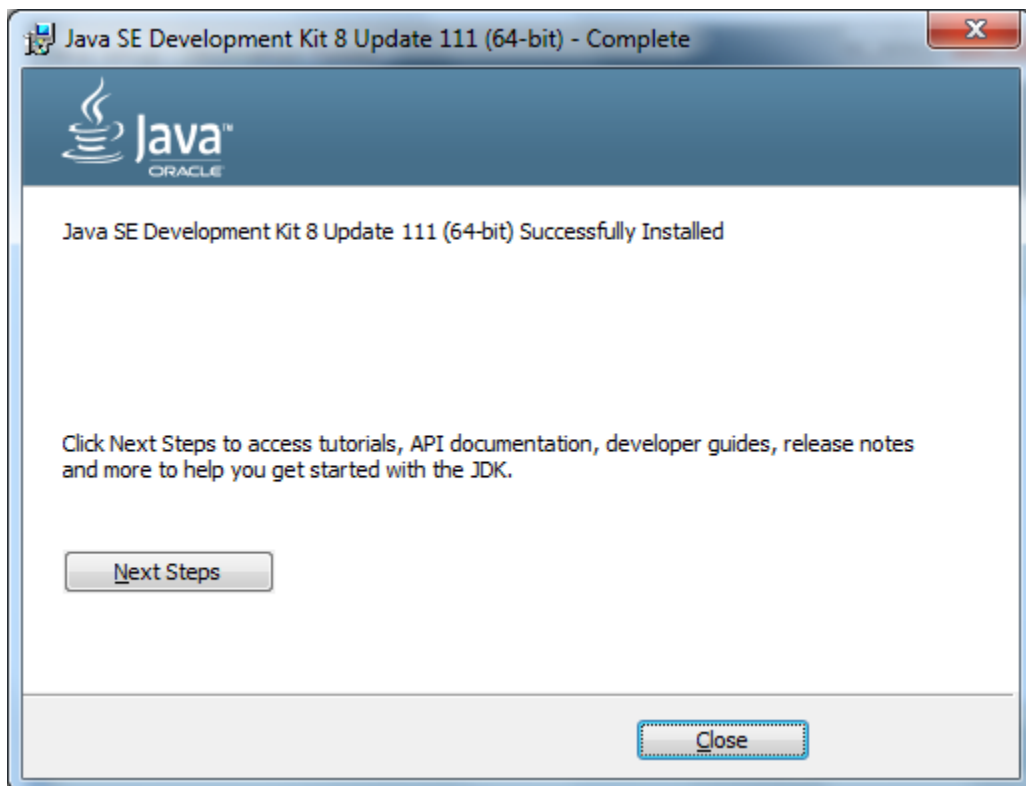 Java SE Development Kit 8 Update 111 (64-bit) - Complete
Java™
ORACLE
Java SE Development Kit 8 Update 111 (64-bit) Successfully Installed
Click Next Steps to access tutorials, API documentation, developer guides, release notes
and more to help you get started with the JDK.
Next Steps
Close